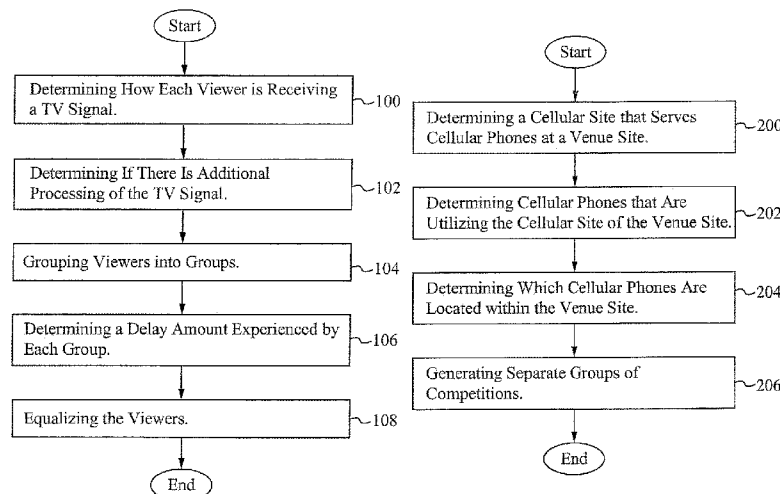 Start
Determining How Each Viewer is Receiving
a TV Signal.
100
Determining If There Is Additional
Processing of the TV Signal.
102
Grouping Viewers into Groups.
104
Determining a Delay Amount Experienced by
Each Group.
106
Equalizing the Viewers.
108
End
Start
Determining a Cellular Site that Serves
Cellular Phones at a Venue Site.
200
Determining Cellular Phones that Are
Utilizing the Cellular Site of the Venue Site.
202
Determining Which Cellular Phones Are
Located within the Venue Site.
204
Generating Separate Groups of
Competitions.
206
End